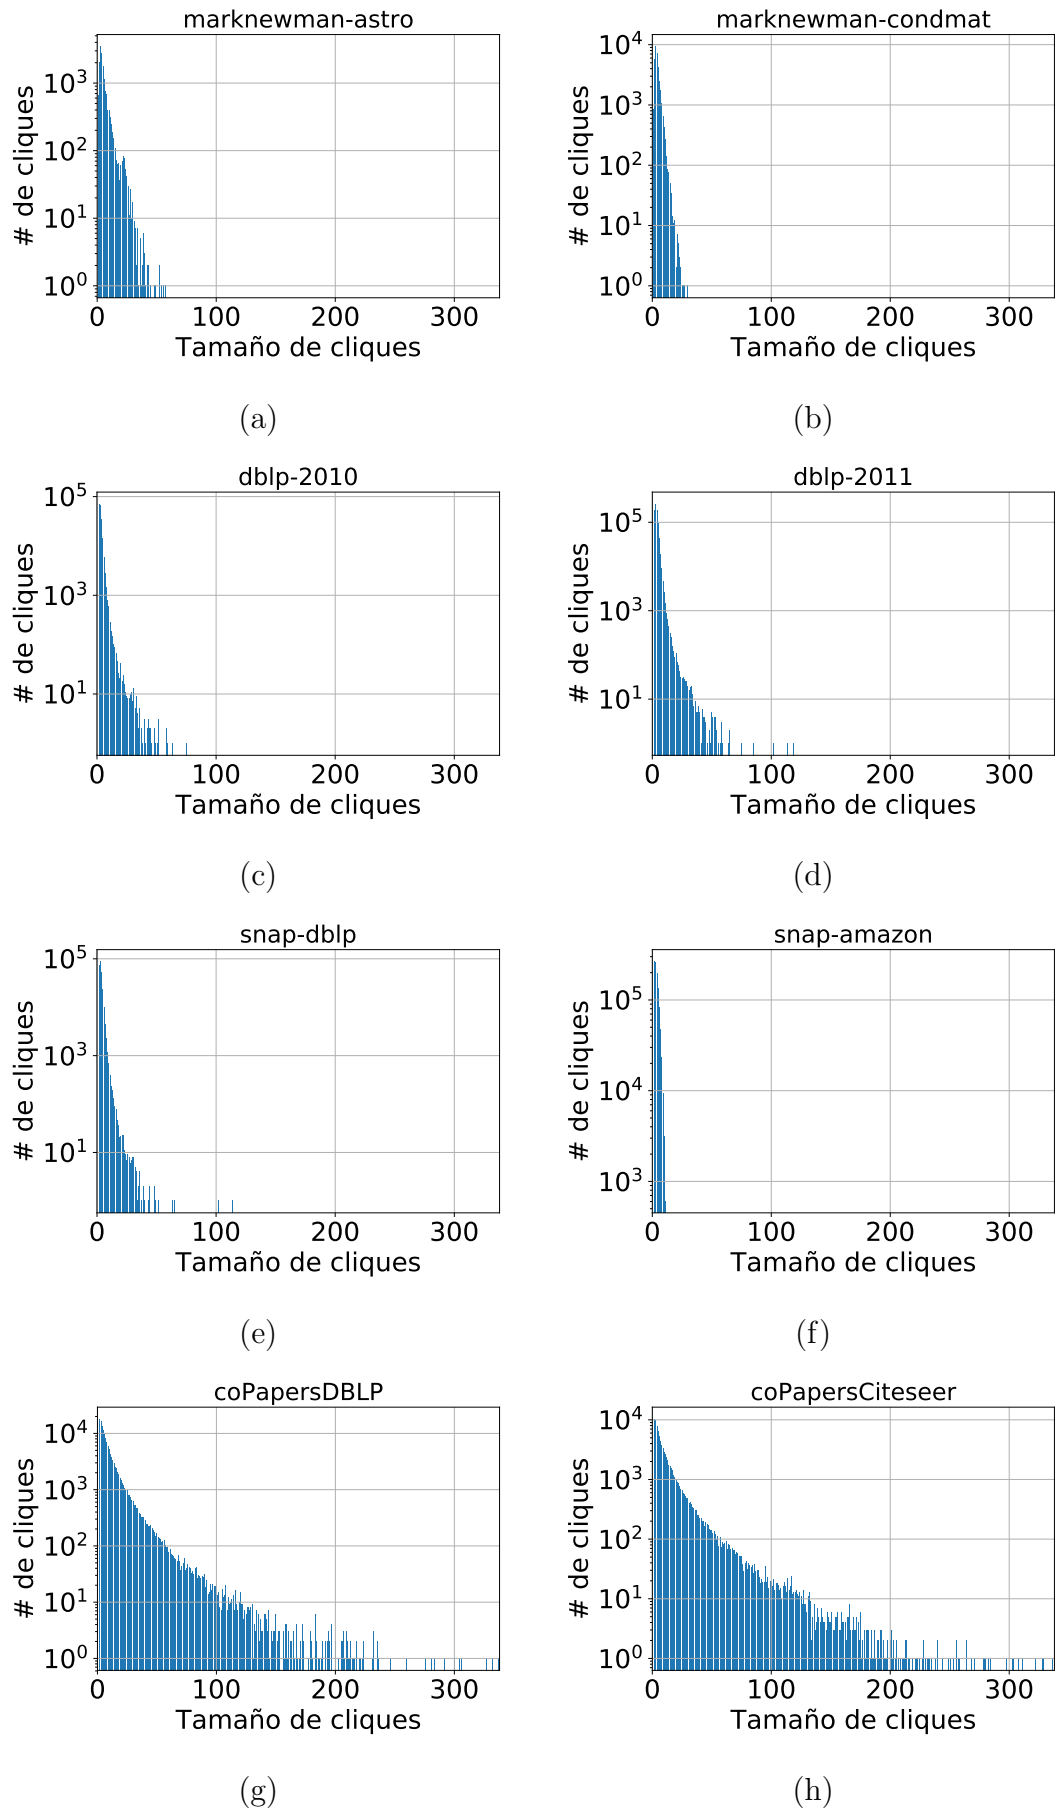 marknewman-astro
# de cliques
10^3
10^2
10^1
10^0
0 100 200 300
Tamaño de cliques
(a)
marknewman-condmat
# de cliques
10^4
10^3
10^2
10^1
10^0
0 100 200 300
Tamaño de cliques
(b)
dblp-2010
# de cliques
10^5
10^3
10^1
0 100 200 300
Tamaño de cliques
(c)
dblp-2011
# de cliques
10^5
10^3
10^1
0 100 200 300
Tamaño de cliques
(d)
snap-dblp
# de cliques
10^5
10^3
10^1
0 100 200 300
Tamaño de cliques
(e)
snap-amazon
# de cliques
10^5
10^4
10^3
0 100 200 300
Tamaño de cliques
(f)
coPapersDBLP
# de cliques
10^4
10^3
10^2
10^1
10^0
0 100 200 300
Tamaño de cliques
(g)
coPapersCiteseer
# de cliques
10^4
10^3
10^2
10^1
10^0
0 100 200 300
Tamaño de cliques
(h)